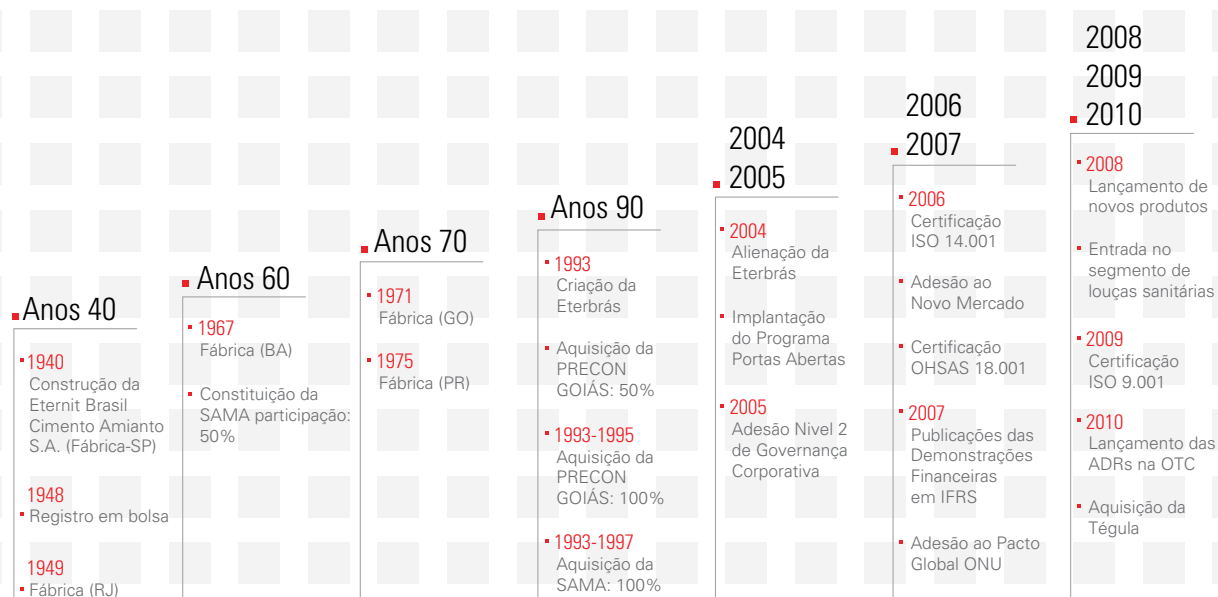 Anos 40
1940
Construção da
Eternit Brasil
Cimento Amianto
S.A. (Fábrica-SP)
1948
Registro em bolsa
1949
Fábrica (RJ)
Anos 60
1967
Fábrica (BA)
Constituição da
SAMA participação:
50%
Anos 70
1971
Fábrica (GO)
1975
Fábrica (PR)
Anos 90
1993
Criação da
Eterbrás
Aquisição da
PRECON
GOIÁS: 50%
1993-1995
Aquisição da
PRECON
GOIÁS: 100%
1993-1997
Aquisição da
SAMA: 100%
2004
2005
2004
Alienação da
Eterbrás
Implantação
do Programa
Portas Abertas
2005
Adesão Nivel 2
de Governança
Corporativa
2006
2007
2006
Certificação
ISO 14.001
Adesão ao
Novo Mercado
Certificação
OHSAS 18.001
2007
Publicações das
Demonstrações
Financeiras
em IFRS
Adesão ao Pacto
Global ONU
2008
2009
2010
2008
Lançamento de
novos produtos
Entrada no
segmento de
louças sanitárias
2009
Certificação
ISO 9.001
2010
Lançamento das
ADRs na OTC
Aquisição da
Tégula